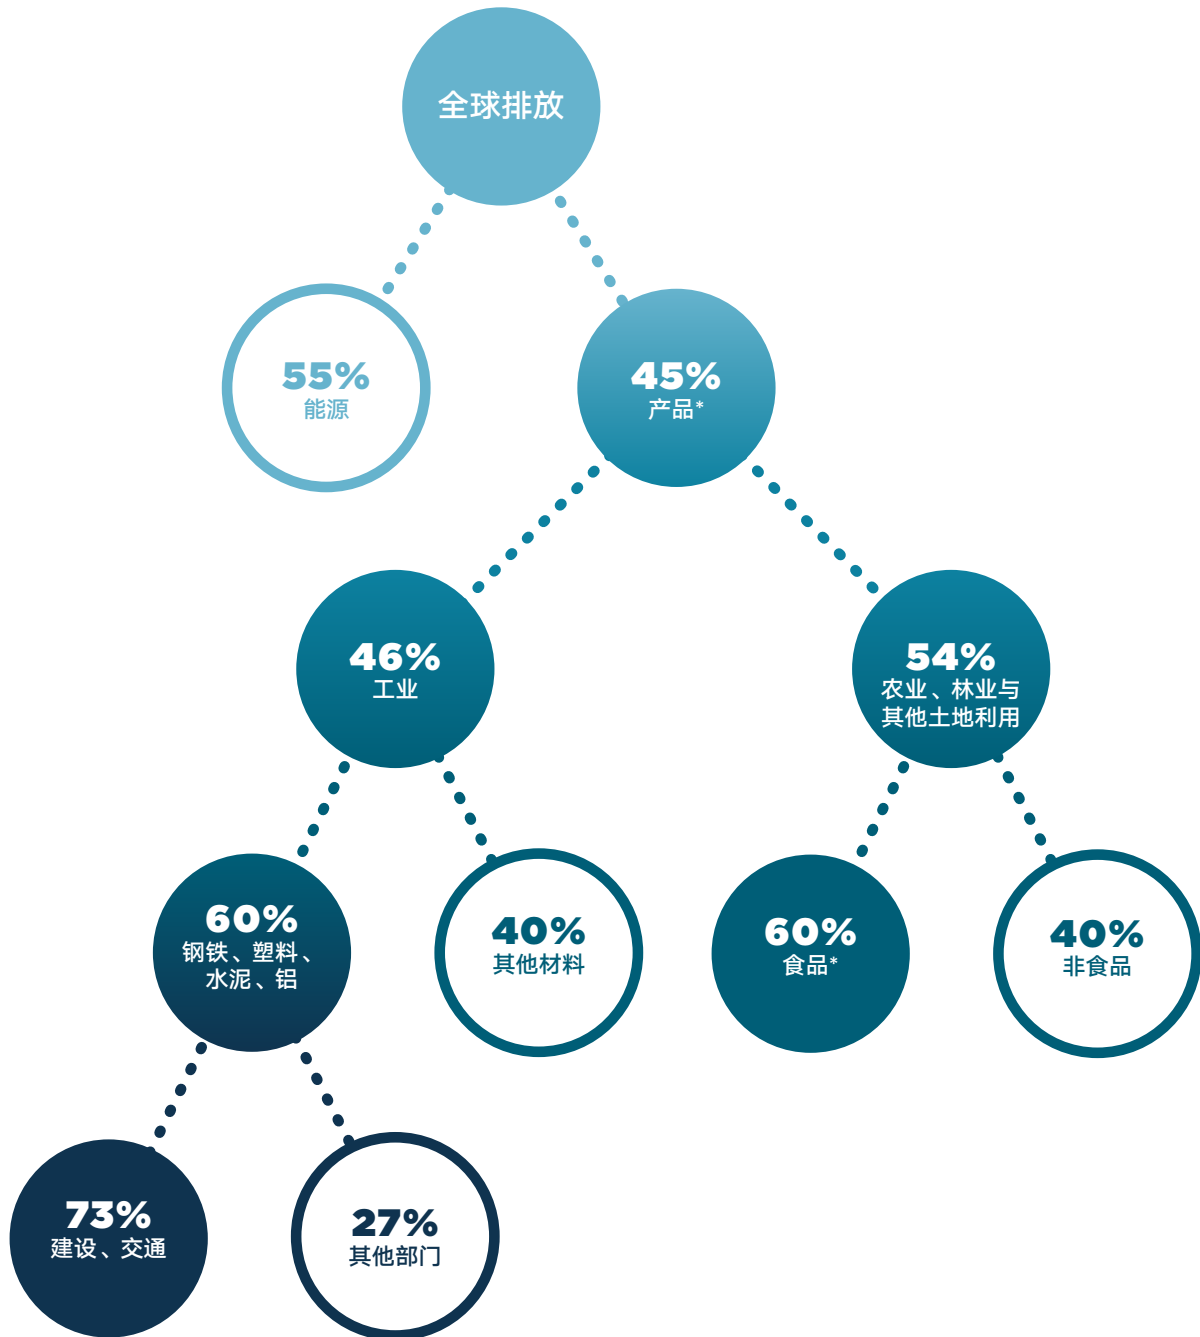 全球排放
55%
能源
45%
产品*
46%
工业
54%
农业、林业与
其他土地利用
60%
钢铁、塑料、
水泥、铝
40%
其他材料
60%
食品*
40%
非食品
73%
建设、交通
27%
其他部门